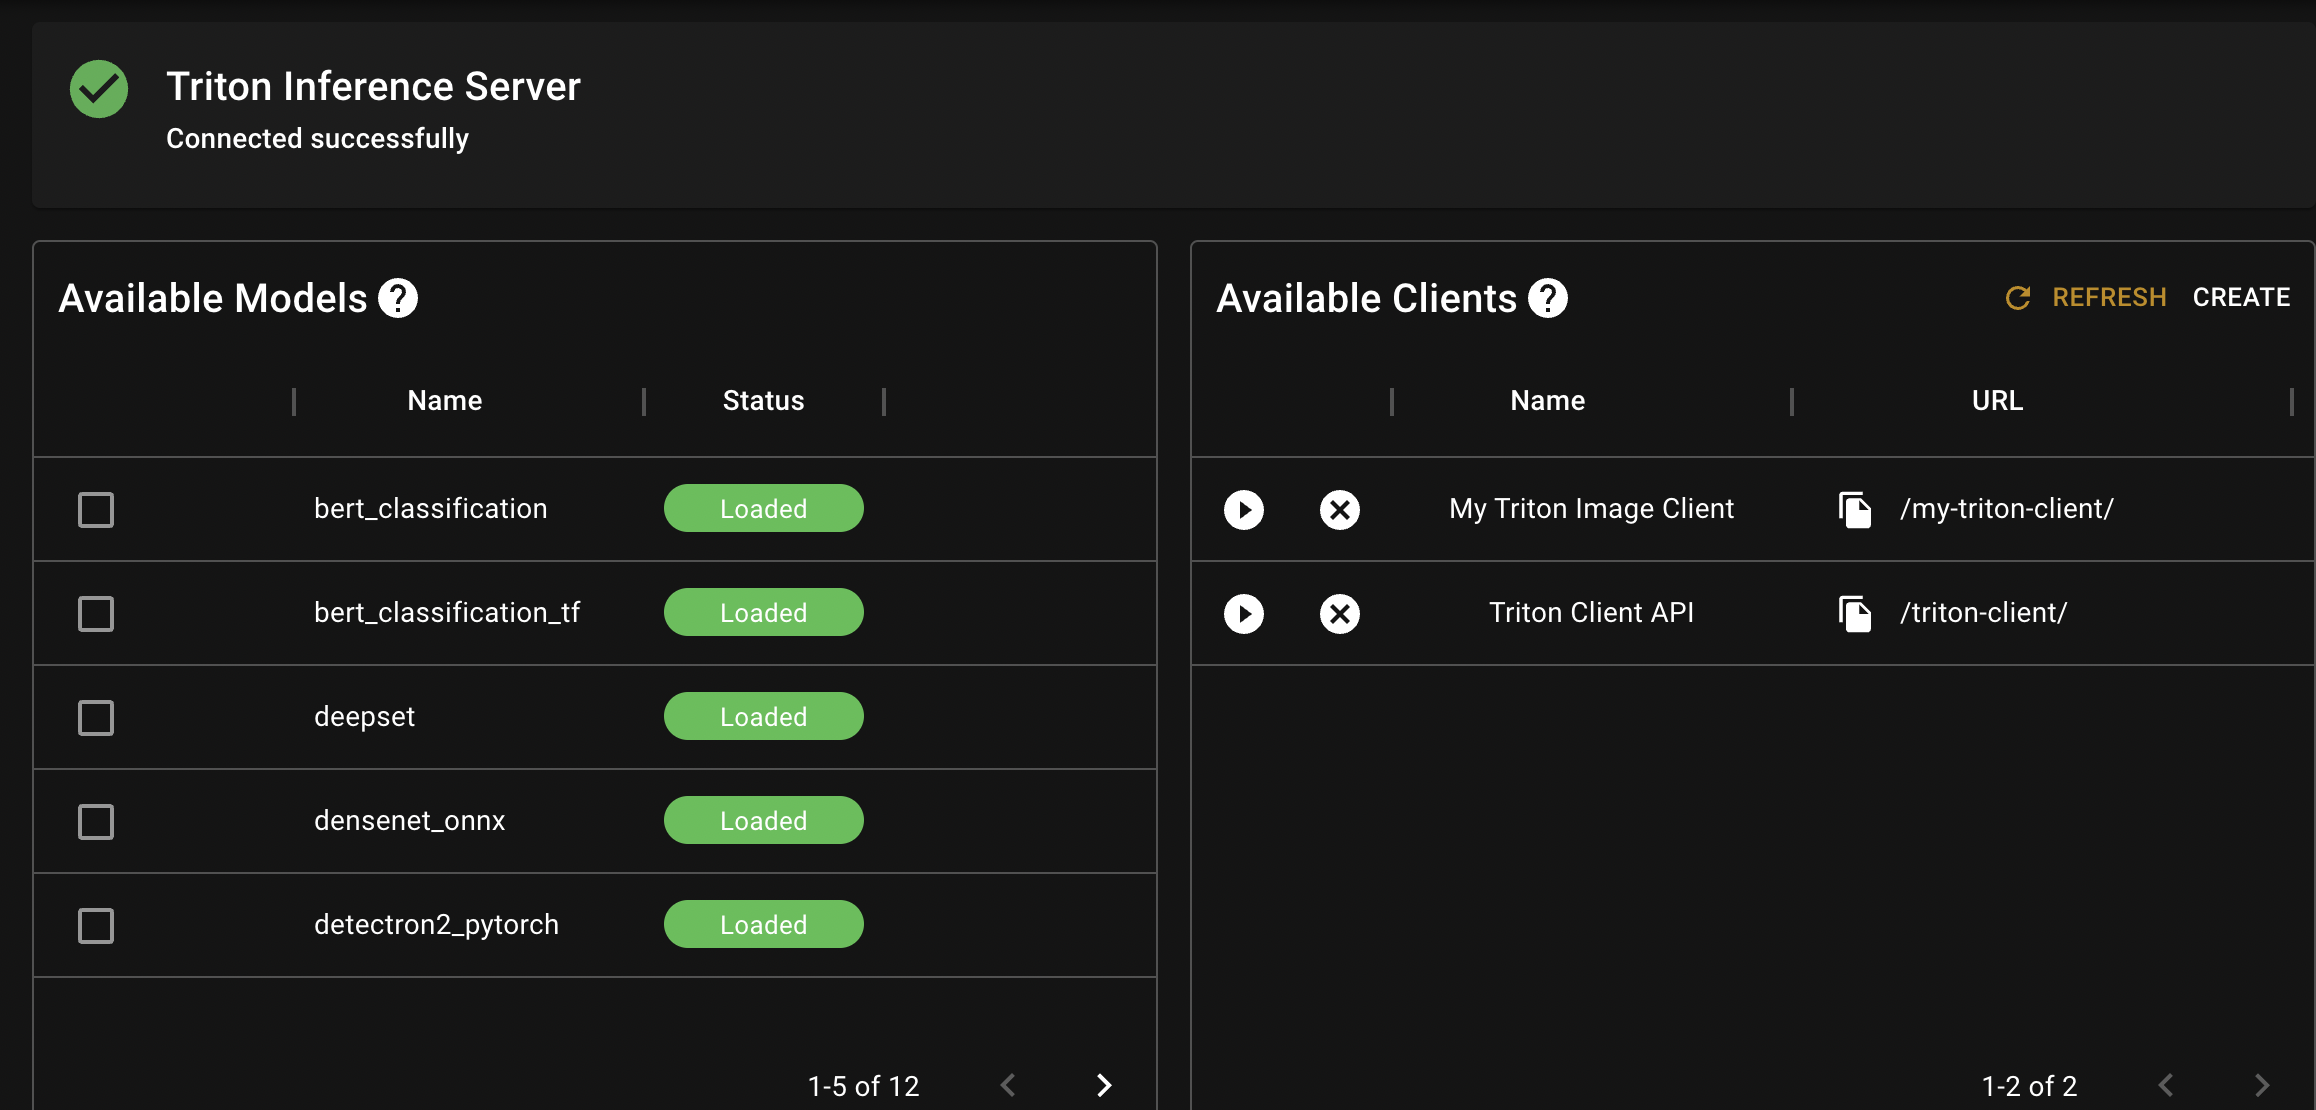 Triton Inference Server
Connected successfully
Available Models ?
Name Status
bert_classification Loaded
bert_classification_tf Loaded
deepset Loaded
densenet_onnx Loaded
detectron2_pytorch Loaded
1-5 of 12
Available Clients ?
REFRESH CREATE
Name URL
My Triton Image Client /my-triton-client/
Triton Client API /triton-client/
1-2 of 2